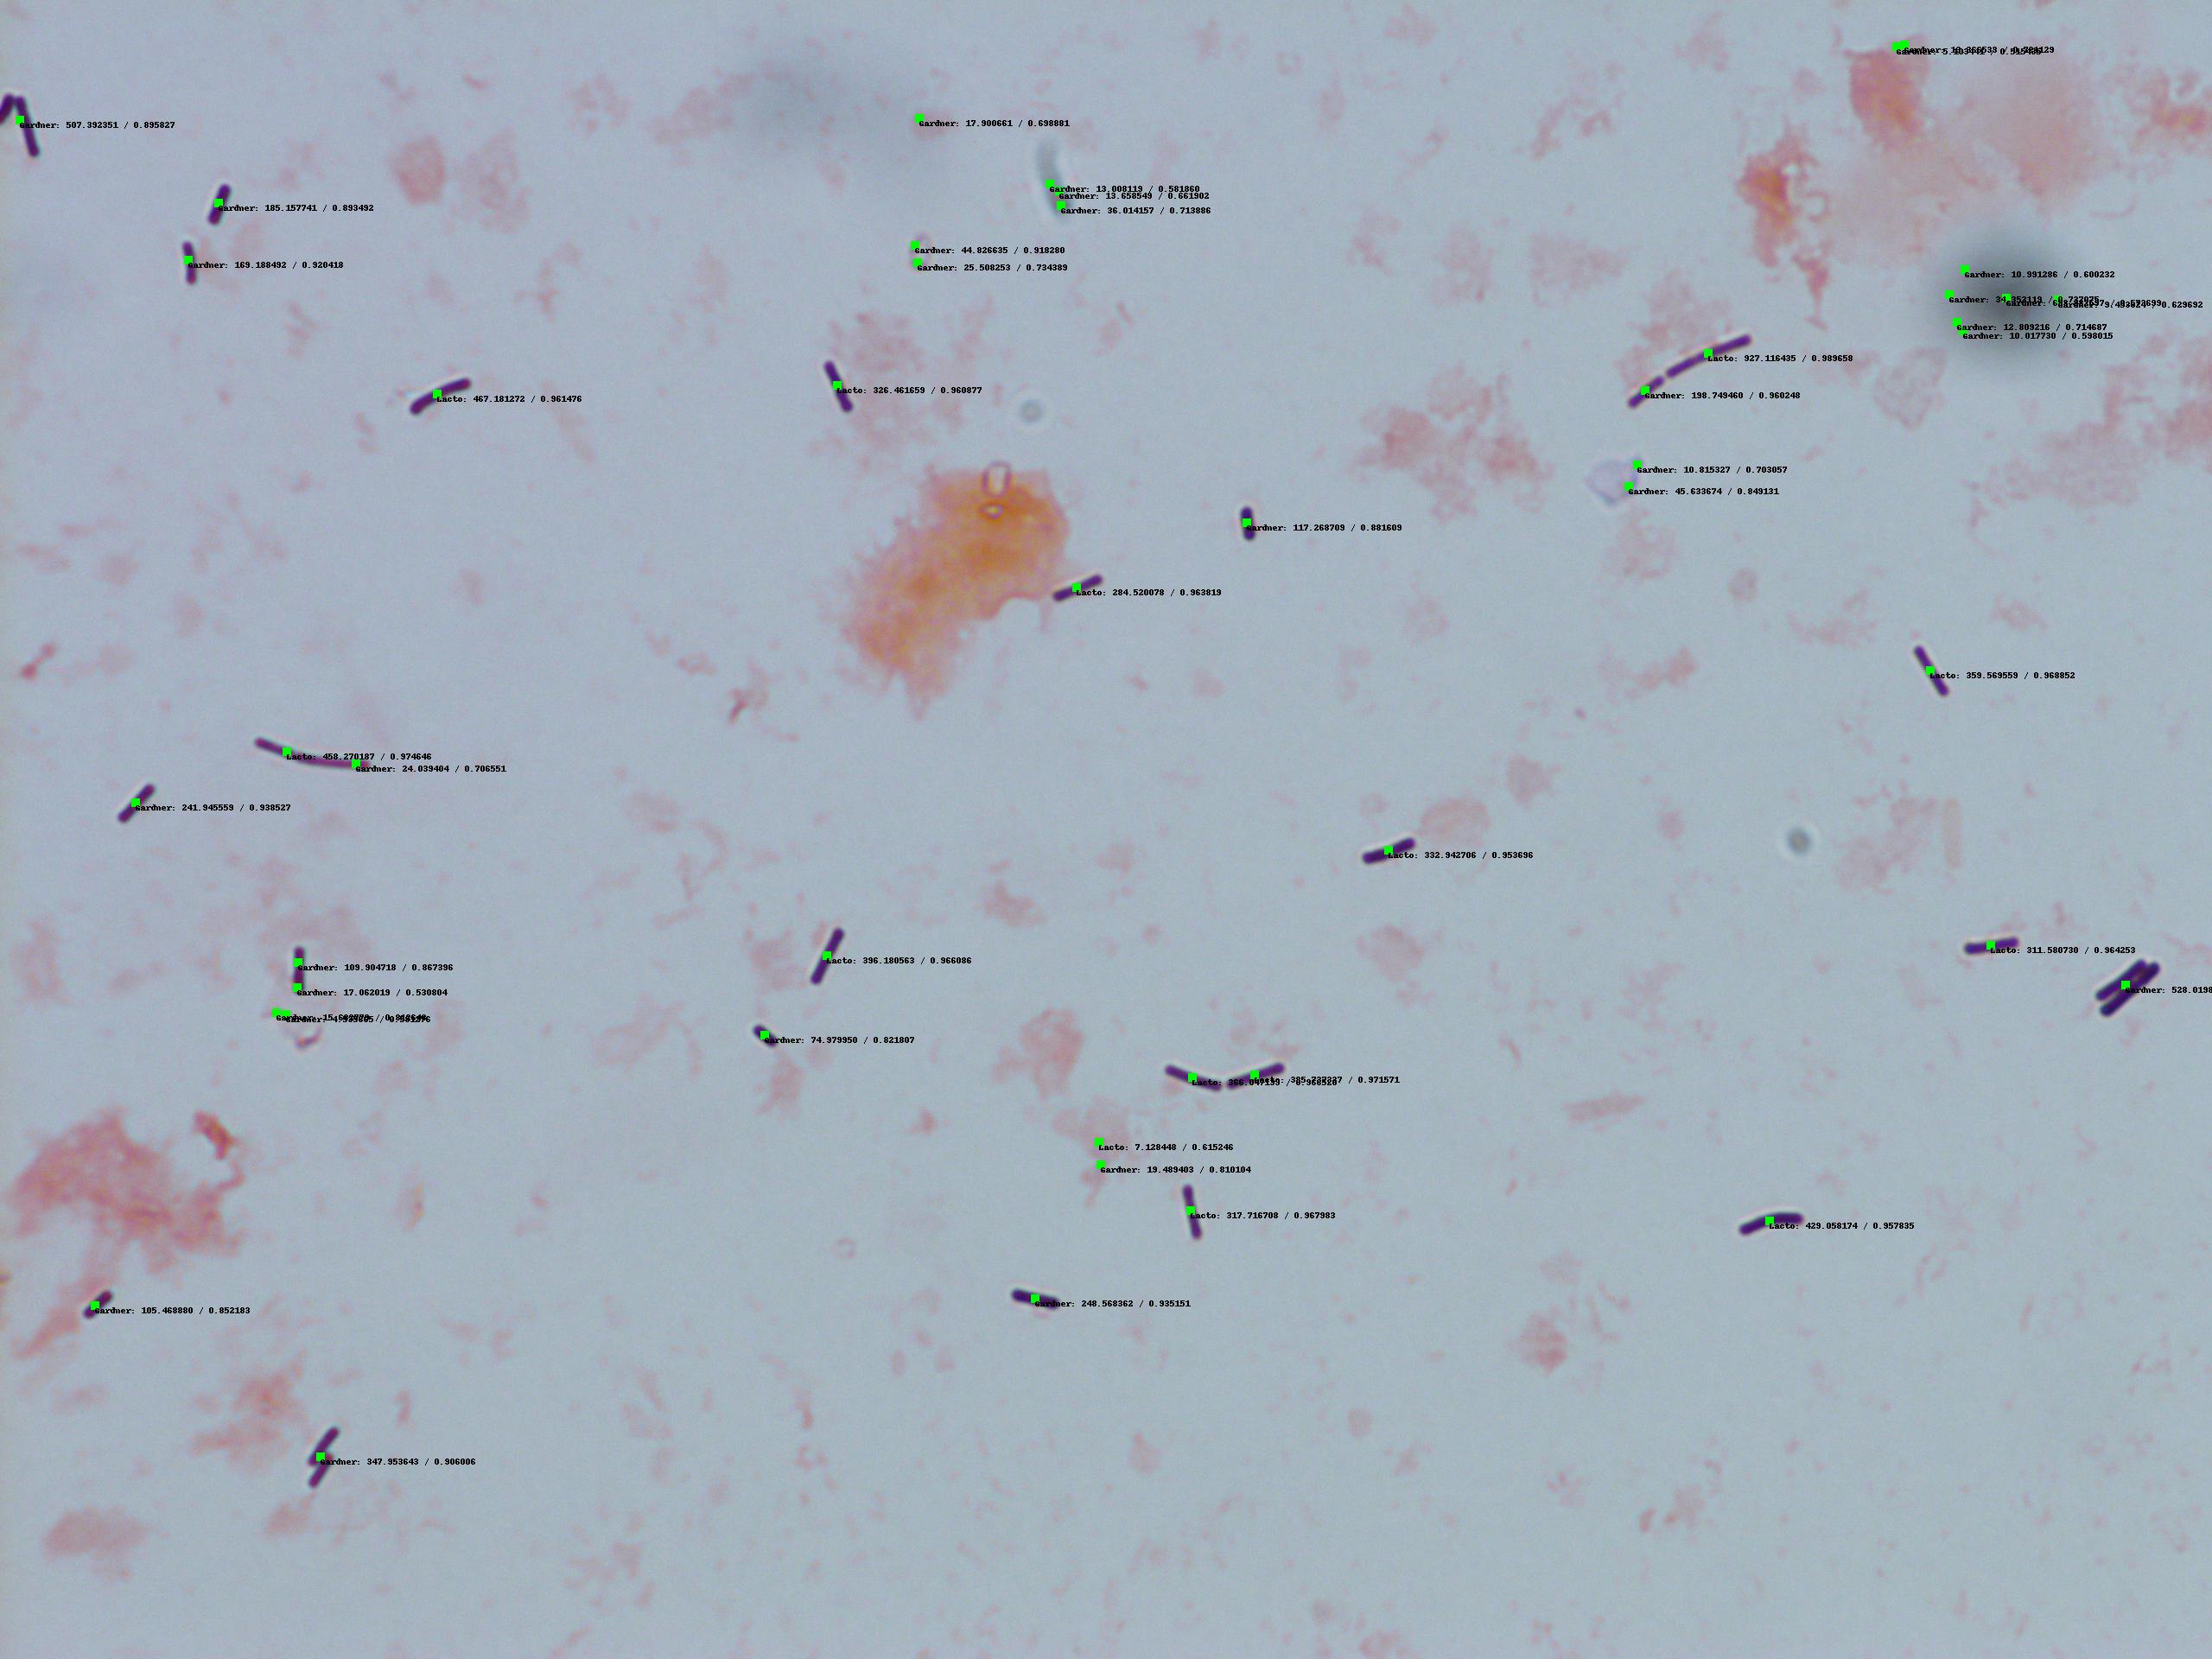 Gardner: 507.392351 / 0.895827
Gardner: 17.900661 / 0.698881
Gardner: 13.008119 / 0.581860
Gardner: 13.658549 / 0.661902
Gardner: 36.014157 / 0.713886
Gardner: 185.157741 / 0.893492
Gardner: 44.826635 / 0.918280
Gardner: 169.188492 / 0.920418
Gardner: 25.508253 / 0.734389
Gardner: 10.991286 / 0.600232
Gardner:
Gardner: 12.809216 / 0.714687
Gardner: 10.017730 / 0.598015
Lacto: 927.116435 / 0.989658
Lacto: 326.461659 / 0.960877
Gardner: 198.749460 / 0.960248
Lacto: 467.181272 / 0.961476
Gardner: 10.815327 / 0.703057
Gardner: 45.633674 / 0.849131
Gardner: 117.268709 / 0.881609
Lacto: 284.520078 / 0.963819
Lacto: 359.569559 / 0.968852
Lacto: 458.270187 / 0.974646
Gardner: 24.039404 / 0.706551
Gardner: 241.945559 / 0.938527
Lacto: 332.942706 / 0.953696
Lacto: 311.580730 / 0.964253
Lacto: 396.180563 / 0.966086
Gardner: 109.904718 / 0.867396
Gardner: 528.0198
Gardner: 17.062019 / 0.530804
Gardner:
Gardner: 74.979950 / 0.821807
Lacto: / 0.971571
Lacto: 7.128448 / 0.615246
Gardner: 19.489403 / 0.810104
Lacto: 317.716708 / 0.967983
Lacto: 429.058174 / 0.957835
Gardner: 248.568362 / 0.935151
Gardner: 105.468880 / 0.852183
Gardner: 347.953643 / 0.906006